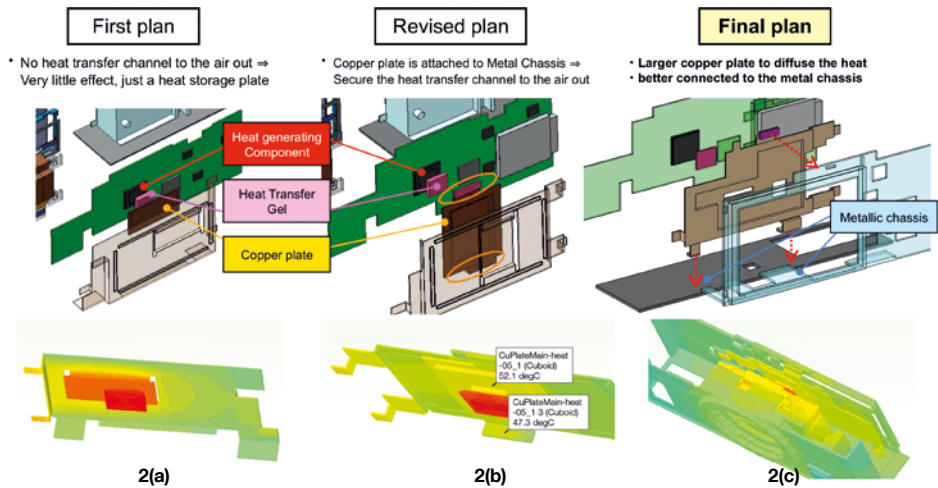 First plan
• No heat transfer channel to the air out ⇒
Very little effect, just a heat storage plate
Revised plan
• Copper plate is attached to Metal Chassis ⇒
Secure the heat transfer channel to the air out
Final plan
• Larger copper plate to diffuse the heat
• better connected to the metal chassis
Heat generating
Component
Heat Transfer
Gel
Copper plate
Metallic chassis
CuPlateMain-heat
-05_1 (Cuboid)
52.1 degC
CuPlateMain-heat
-05_1 3 (Cuboid)
47.3 degC
2(a)
2(b)
2(c)